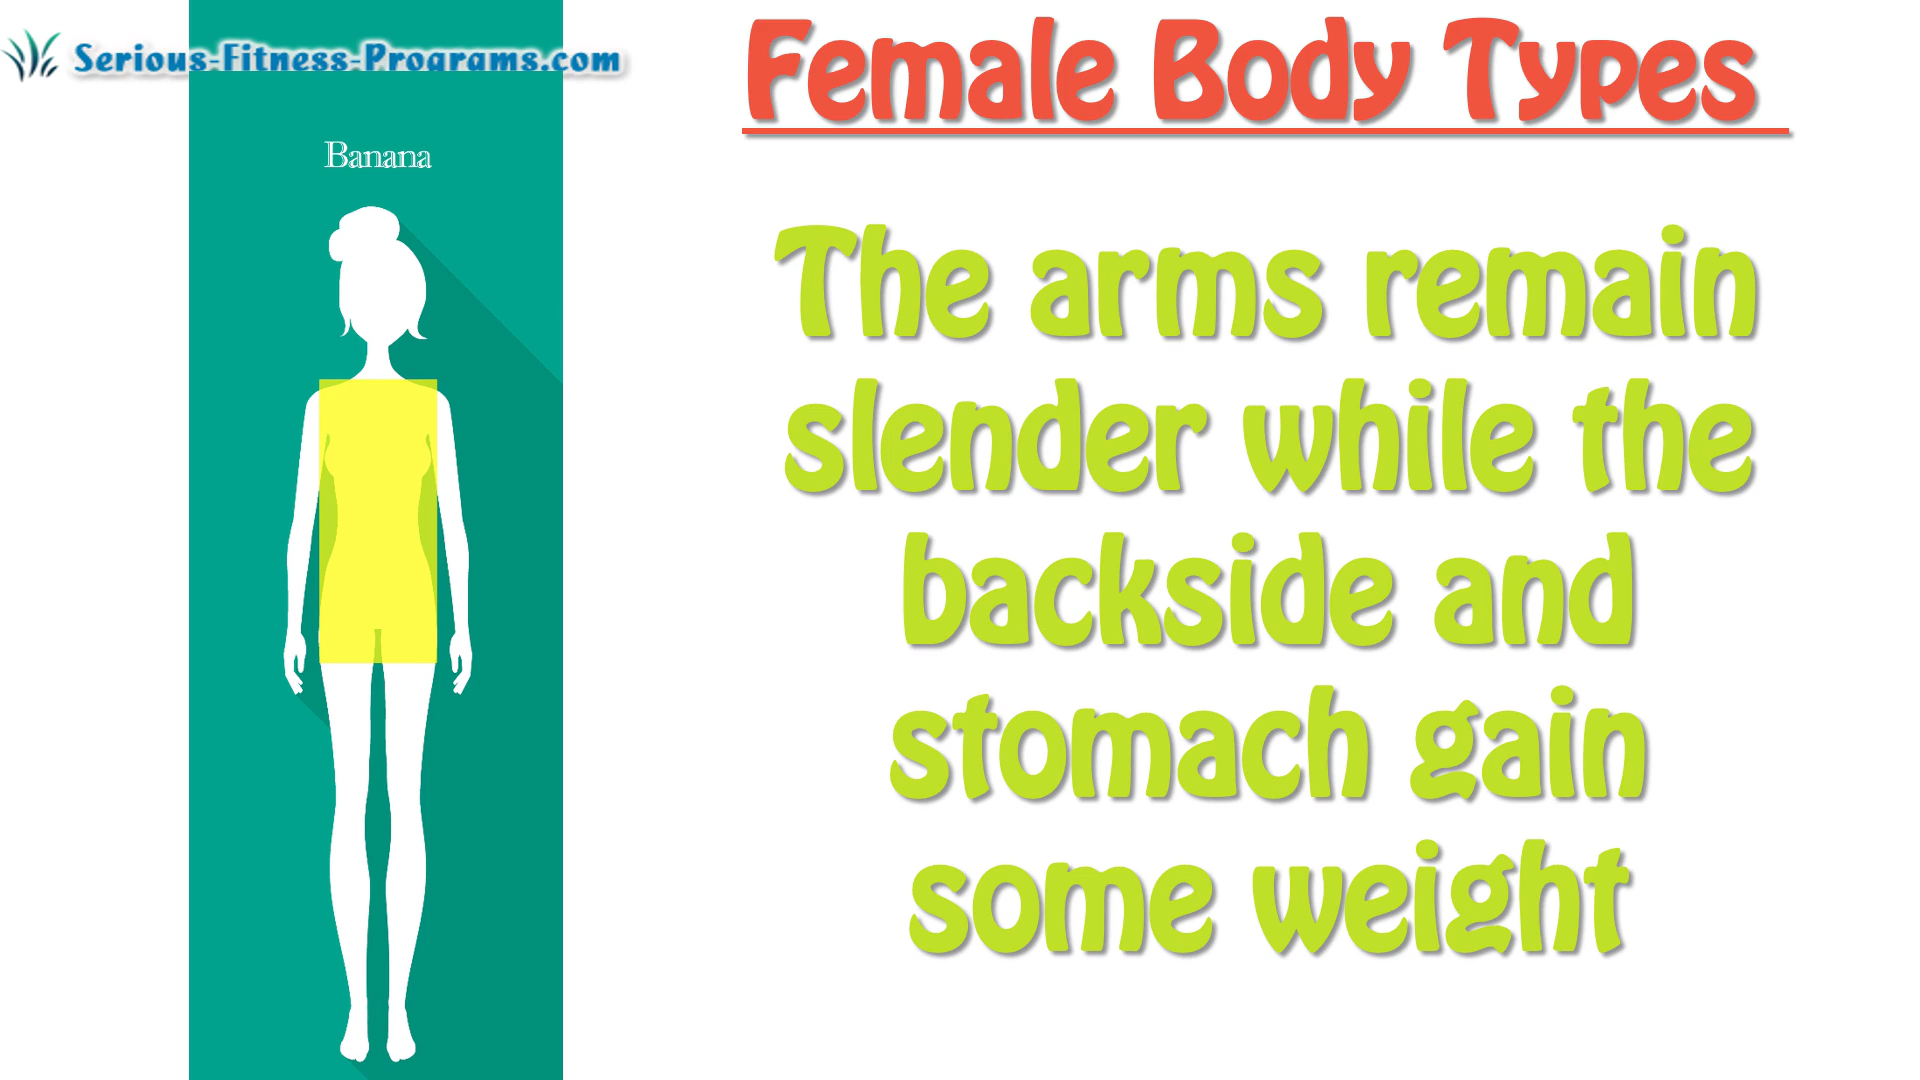 Serious-Fitness-Programs.com
Female Body Types
Banana
The arms remain
slender while the
backside and
stomach gain
some weight